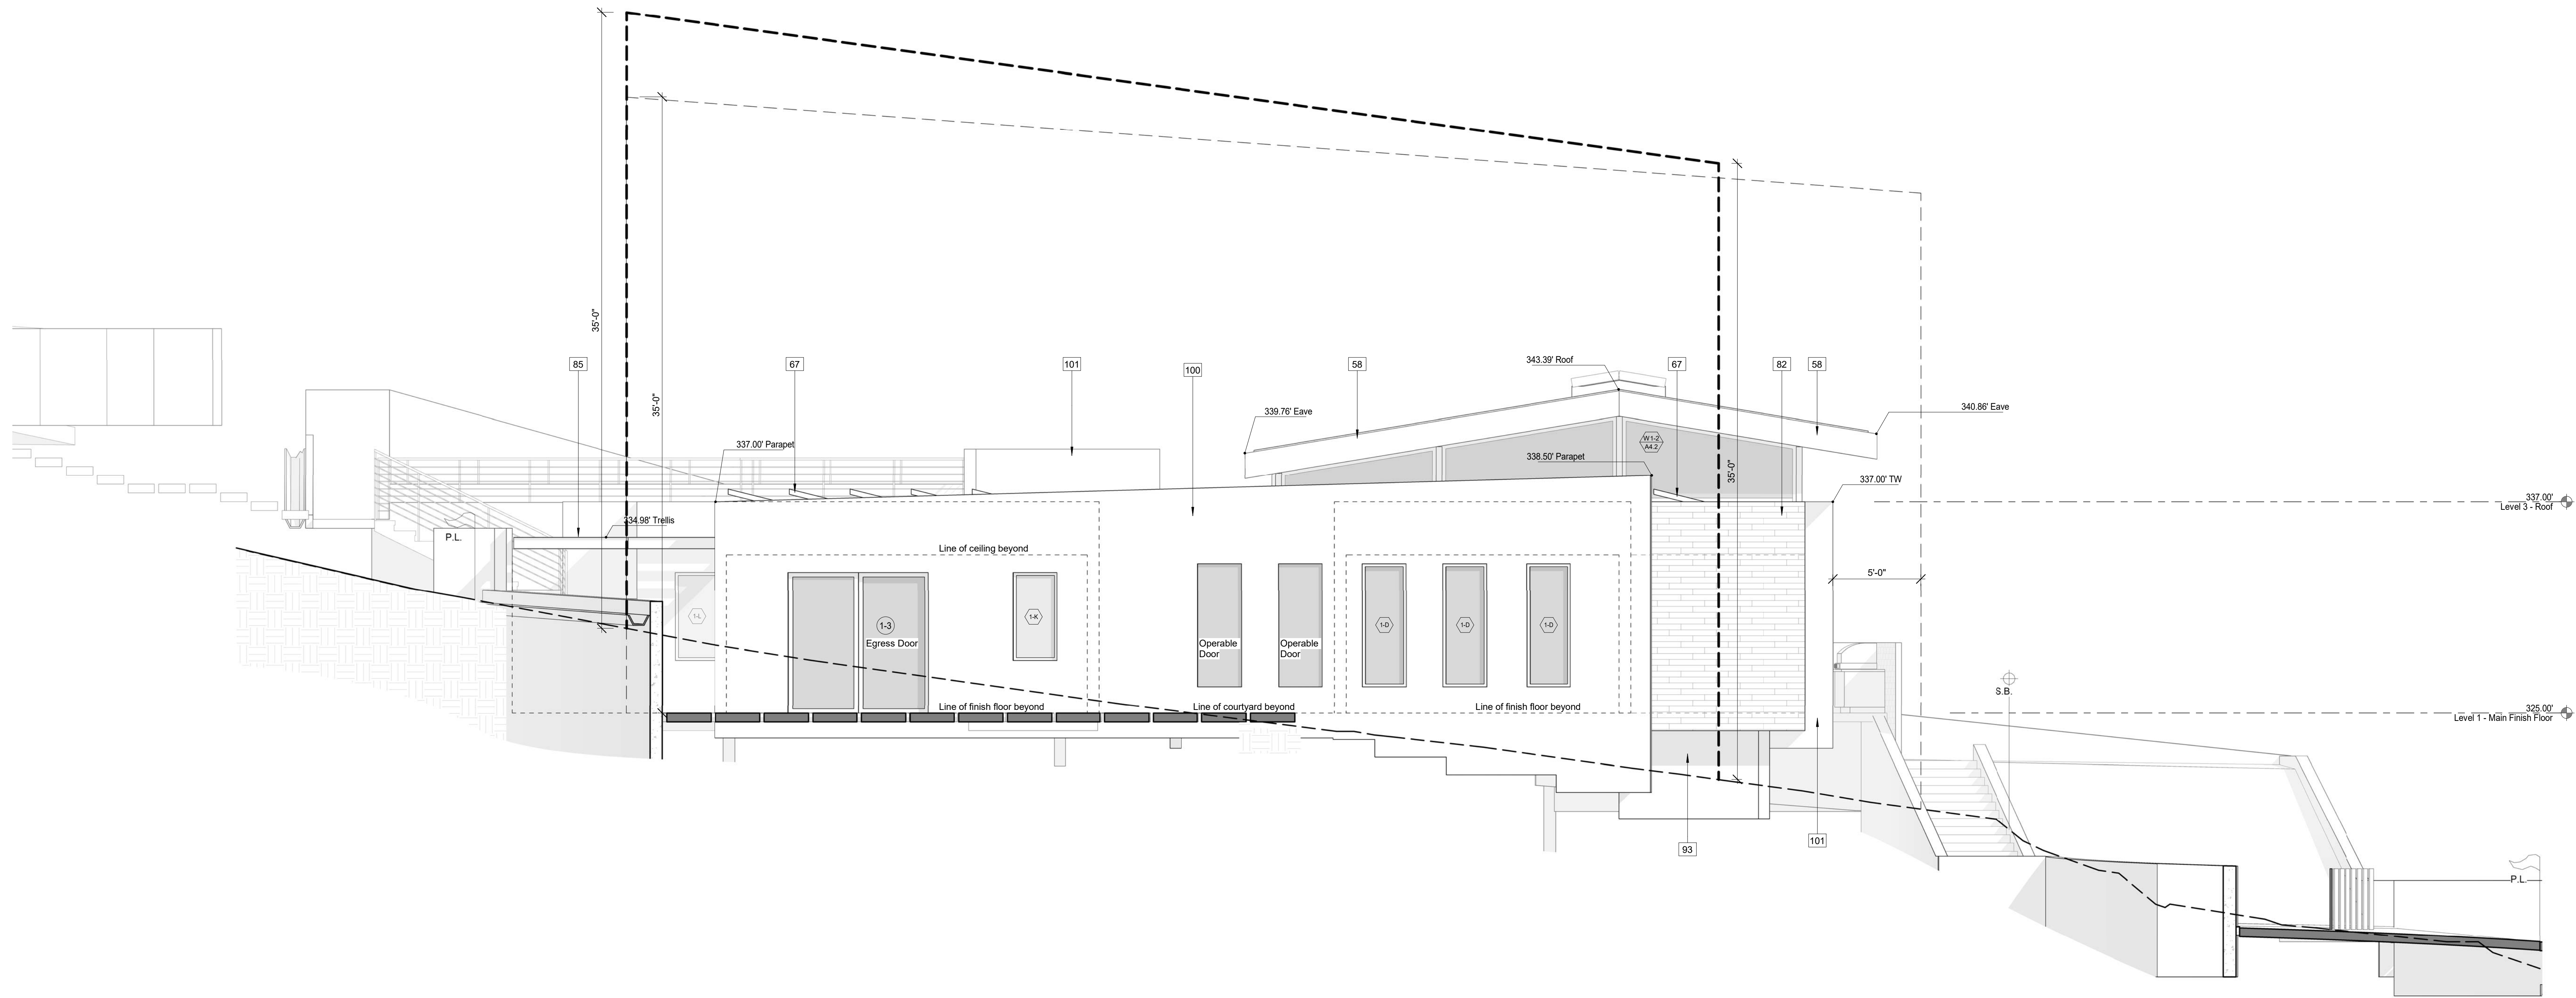 35'-0"
35'-0"
85
67
101
100
58
343.39' Roof
67
82
58
339.76' Eave
340.86' Eave
337.00' Parapet
W1-2
A4.2
338.50' Parapet
35'-0"
337.00' TW
337.00'
Level 3 - Roof
334.98' Trellis
P.L.
Line of ceiling beyond
5'-0"
1-L
1-3
Egress Door
1-K
Operable
Door
Operable
Door
1-D
1-D
1-D
S.B.
Line of finish floor beyond
Line of courtyard beyond
Line of finish floor beyond
325.00'
Level 1 - Main Finish Floor
93
101
P.L.